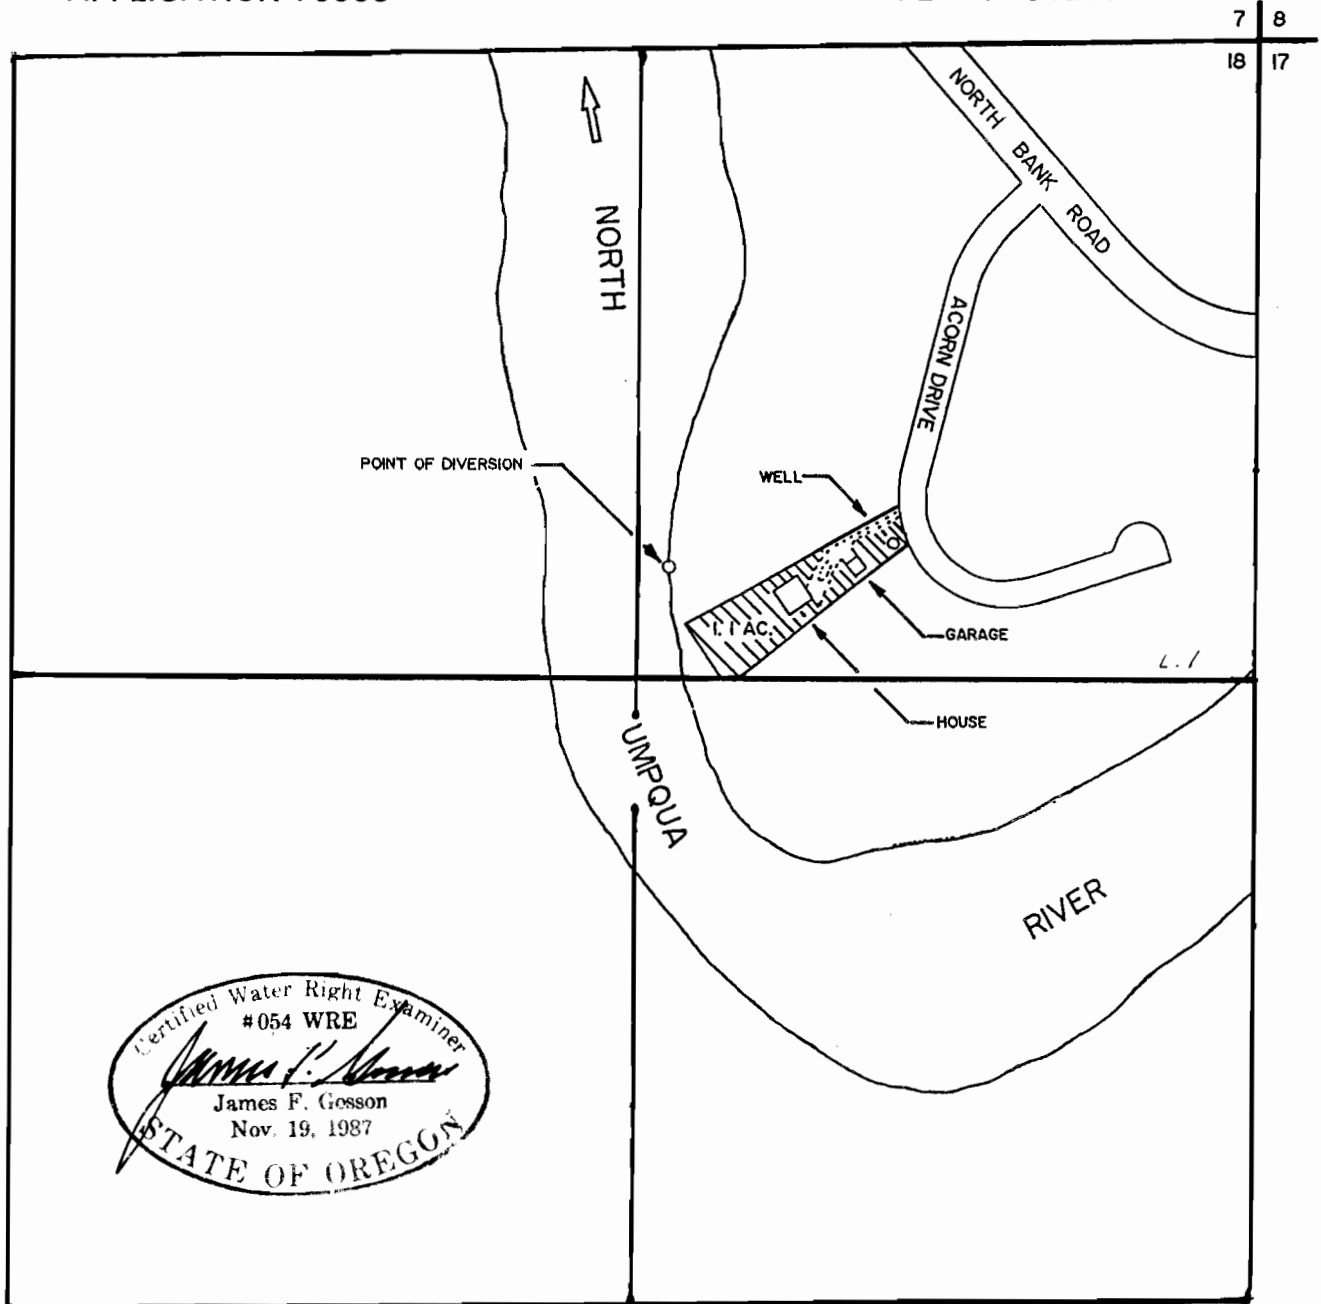 7 8
18 17
NORTH BANK ROAD
NORTH
ACORN DRIVE
POINT OF DIVERSION
WELL
1.1 AC.
GARAGE
L.1
HOUSE
UMPQUA
RIVER
Certified Water Right Examiner
#054 WRE
James F. Gosson
Nov. 19, 1987
STATE OF OREGON